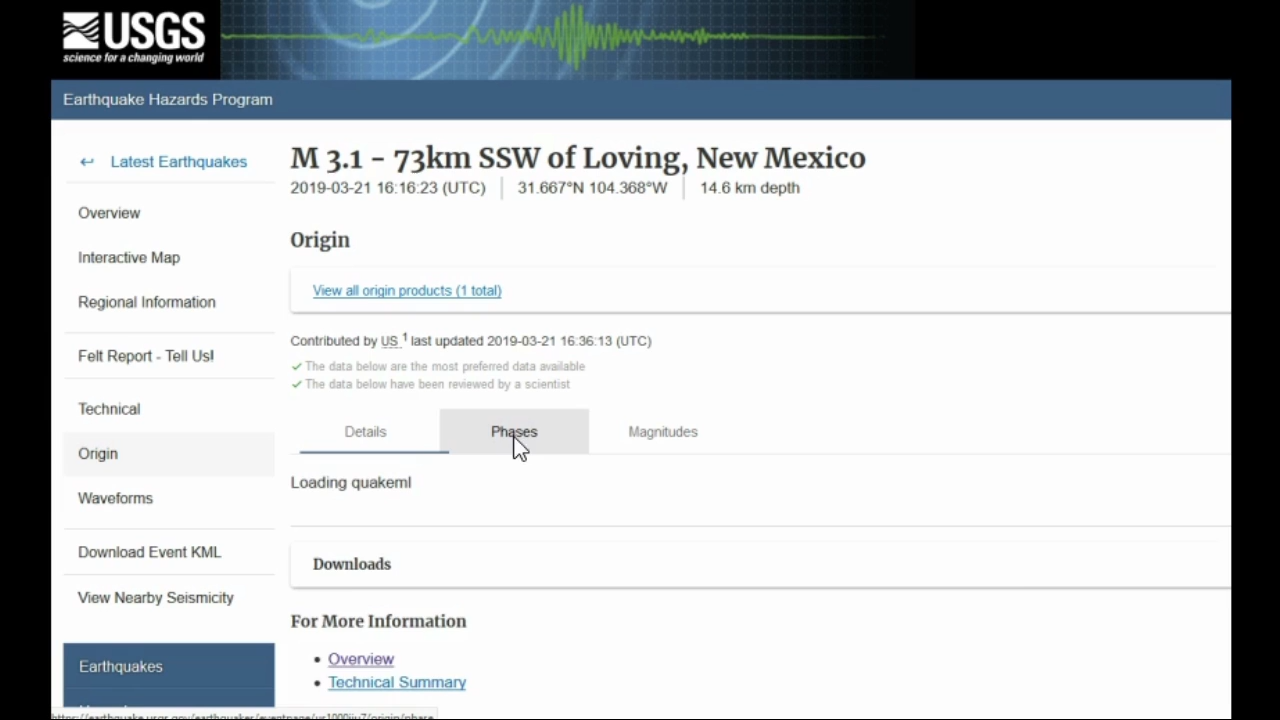 USGS
science for a changing world
Earthquake Hazards Program
↩ Latest Earthquakes
Overview
Interactive Map
Regional Information
Felt Report - Tell Us!
Technical
Origin
Waveforms
Download Event KML
View Nearby Seismicity
Earthquakes
M 3.1 - 73km SSW of Loving, New Mexico
2019-03-21 16:16:23 (UTC) 31.667°N 104.368°W 14.6 km depth
Origin
View all origin products (1 total)
Contributed by US 1 last updated 2019-03-21 16:36:13 (UTC)
✓ The data below are the most preferred data available
✓ The data below have been reviewed by a scientist
Details Phases Magnitudes
Loading quakeml
Downloads
For More Information
• Overview
• Technical Summary